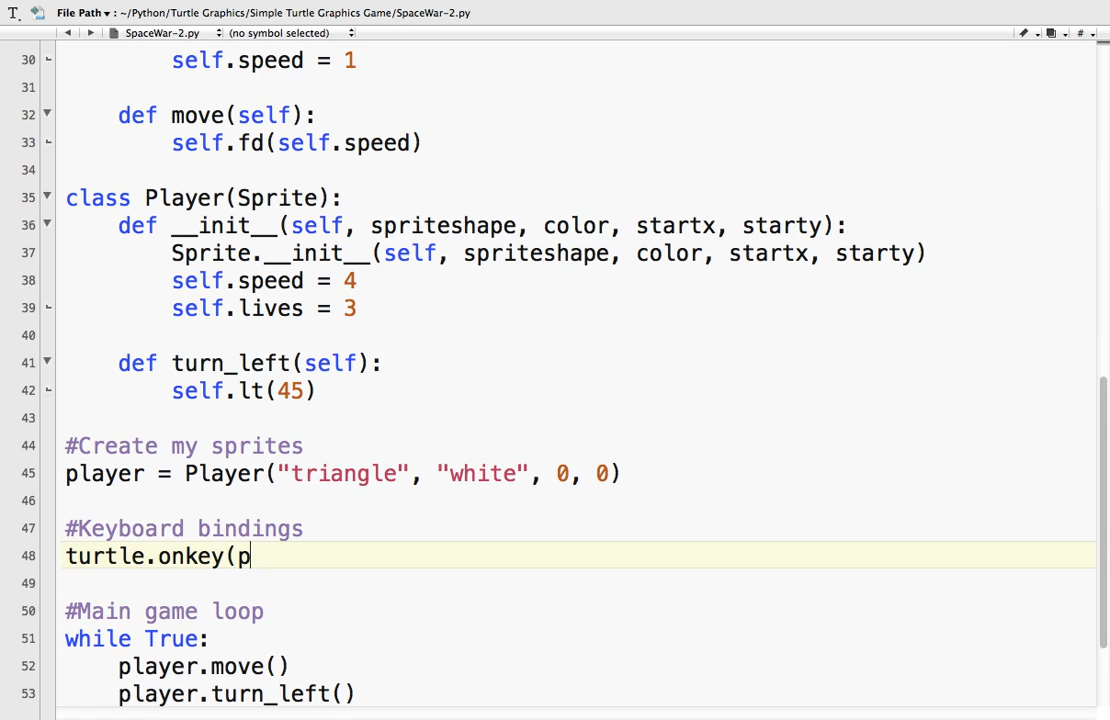 File Path ▾ : ~/Python/Turtle Graphics/Simple Turtle Graphics Game/SpaceWar-2.py
SpaceWar-2.py (no symbol selected)
30 self.speed = 1
31
32 def move(self):
33 self.fd(self.speed)
34
35 class Player(Sprite):
36 def __init__(self, spriteshape, color, startx, starty):
37 Sprite.__init__(self, spriteshape, color, startx, starty)
38 self.speed = 4
39 self.lives = 3
40
41 def turn_left(self):
42 self.lt(45)
43
44 #Create my sprites
45 player = Player("triangle", "white", 0, 0)
46
47 #Keyboard bindings
48 turtle.onkey(p
49
50 #Main game loop
51 while True:
52 player.move()
53 player.turn_left()